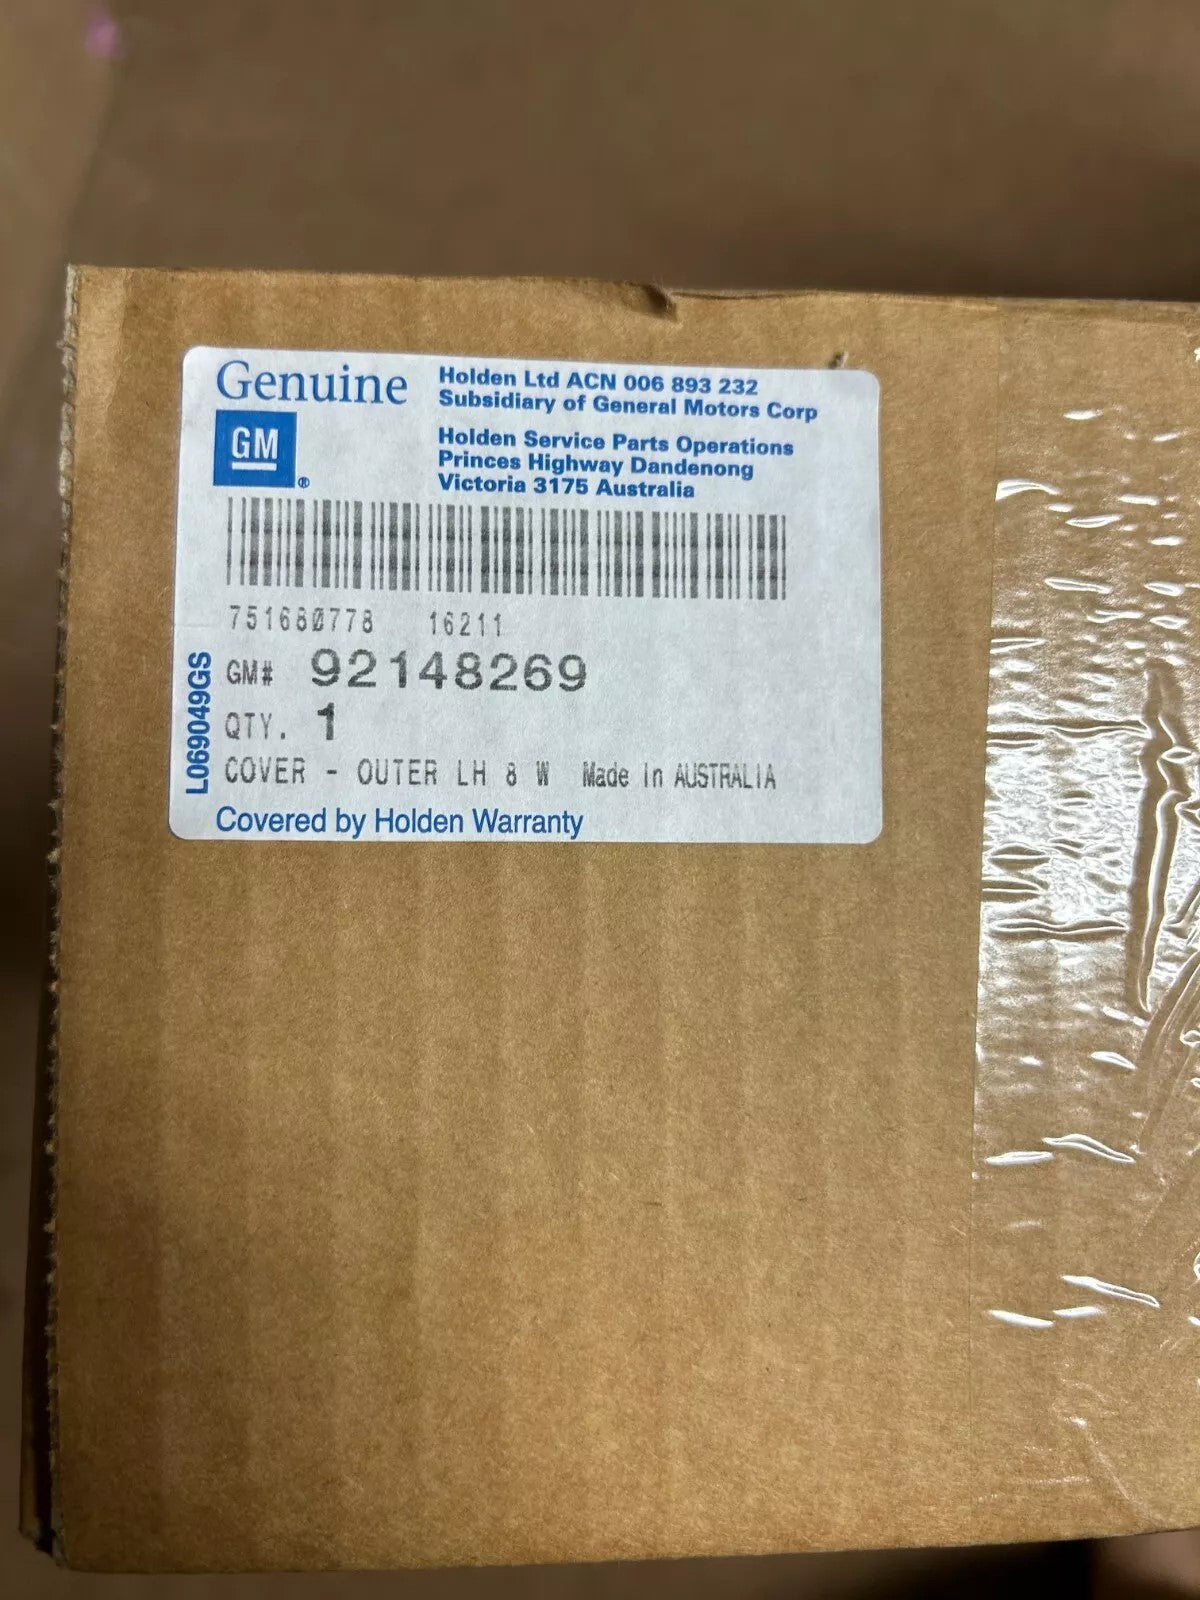 Genuine
GM
®
Holden Ltd ACN 006 893 232
Subsidiary of General Motors Corp
Holden Service Parts Operations
Princes Highway Dandenong
Victoria 3175 Australia
751680778 16211
GM# 92148269
QTY. 1
COVER - OUTER LH 8 W Made in AUSTRALIA
Covered by Holden Warranty
L069049GS